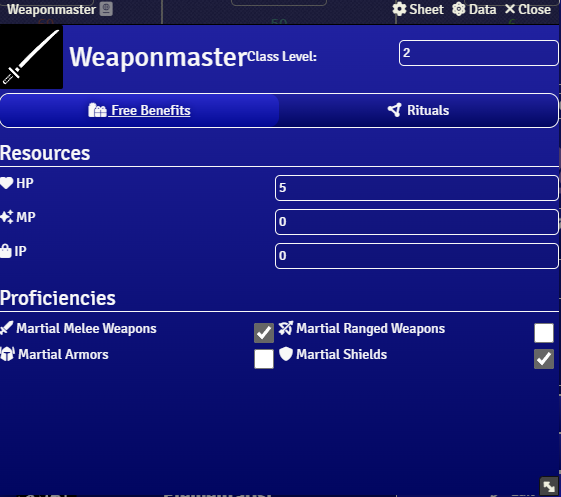 Weaponmaster Sheet Data Close
Weaponmaster Class Level: 2
Free Benefits Rituals
Resources
HP 5
MP 0
IP 0
Proficiencies
Martial Melee Weapons Martial Ranged Weapons
Martial Armors Martial Shields